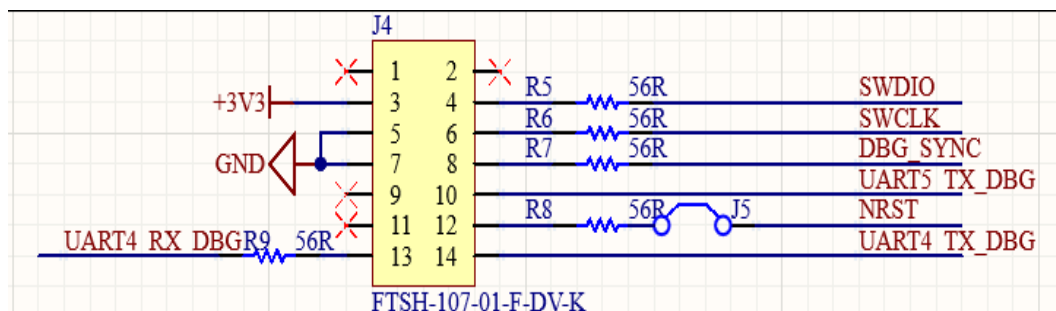 J4
1 2
+3V3 3 4 R5 56R SWDIO
5 6 R6 56R SWCLK
GND 7 8 R7 56R DBG_SYNC
9 10 UART5_TX_DBG
11 12 R8 56R J5 NRST
UART4_RX_DBG R9 56R 13 14 UART4_TX_DBG
FTSH-107-01-F-DV-K